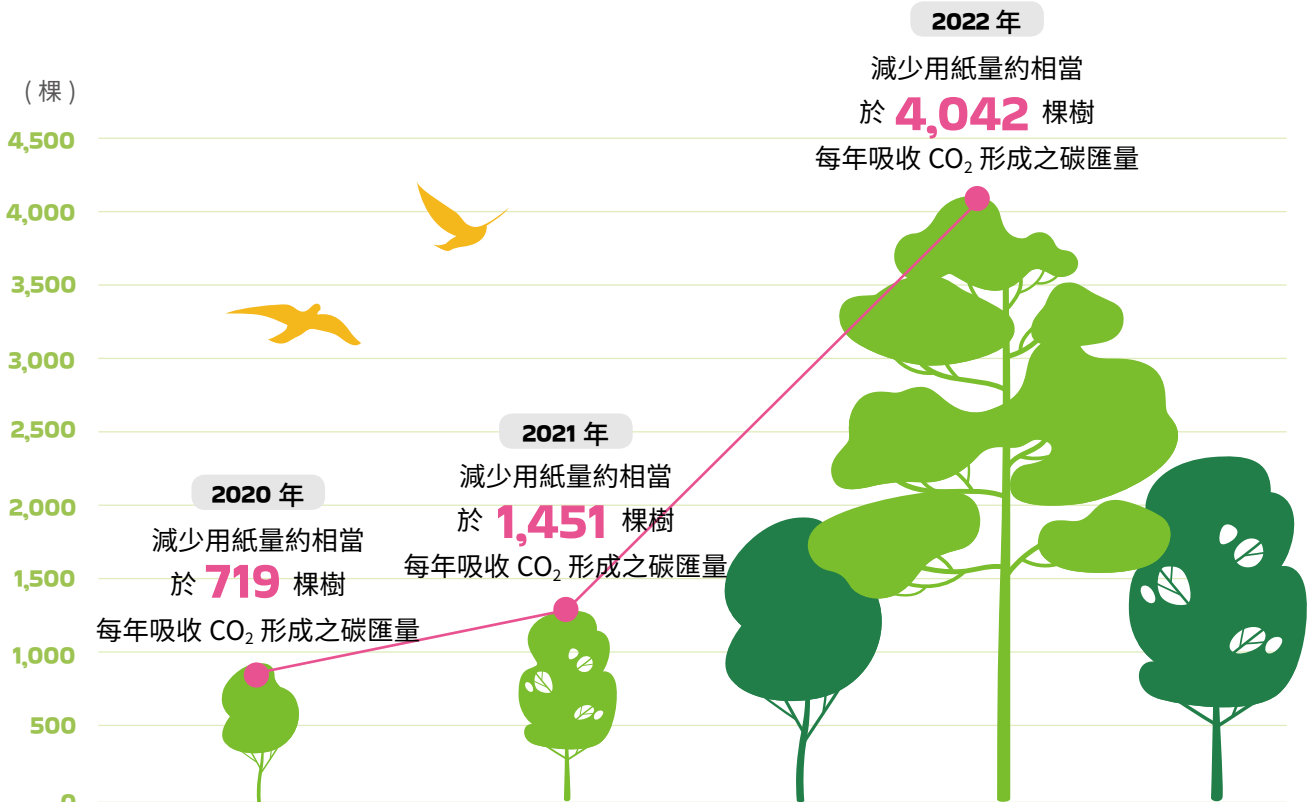 (棵)
4,500
4,000
3,500
3,000
2,500
2,000
1,500
1,000
500
0
2020 年
減少用紙量約相當
於 719 棵樹
每年吸收 CO₂ 形成之碳匯量
2021 年
減少用紙量約相當
於 1,451 棵樹
每年吸收 CO₂ 形成之碳匯量
2022 年
減少用紙量約相當
於 4,042 棵樹
每年吸收 CO₂ 形成之碳匯量